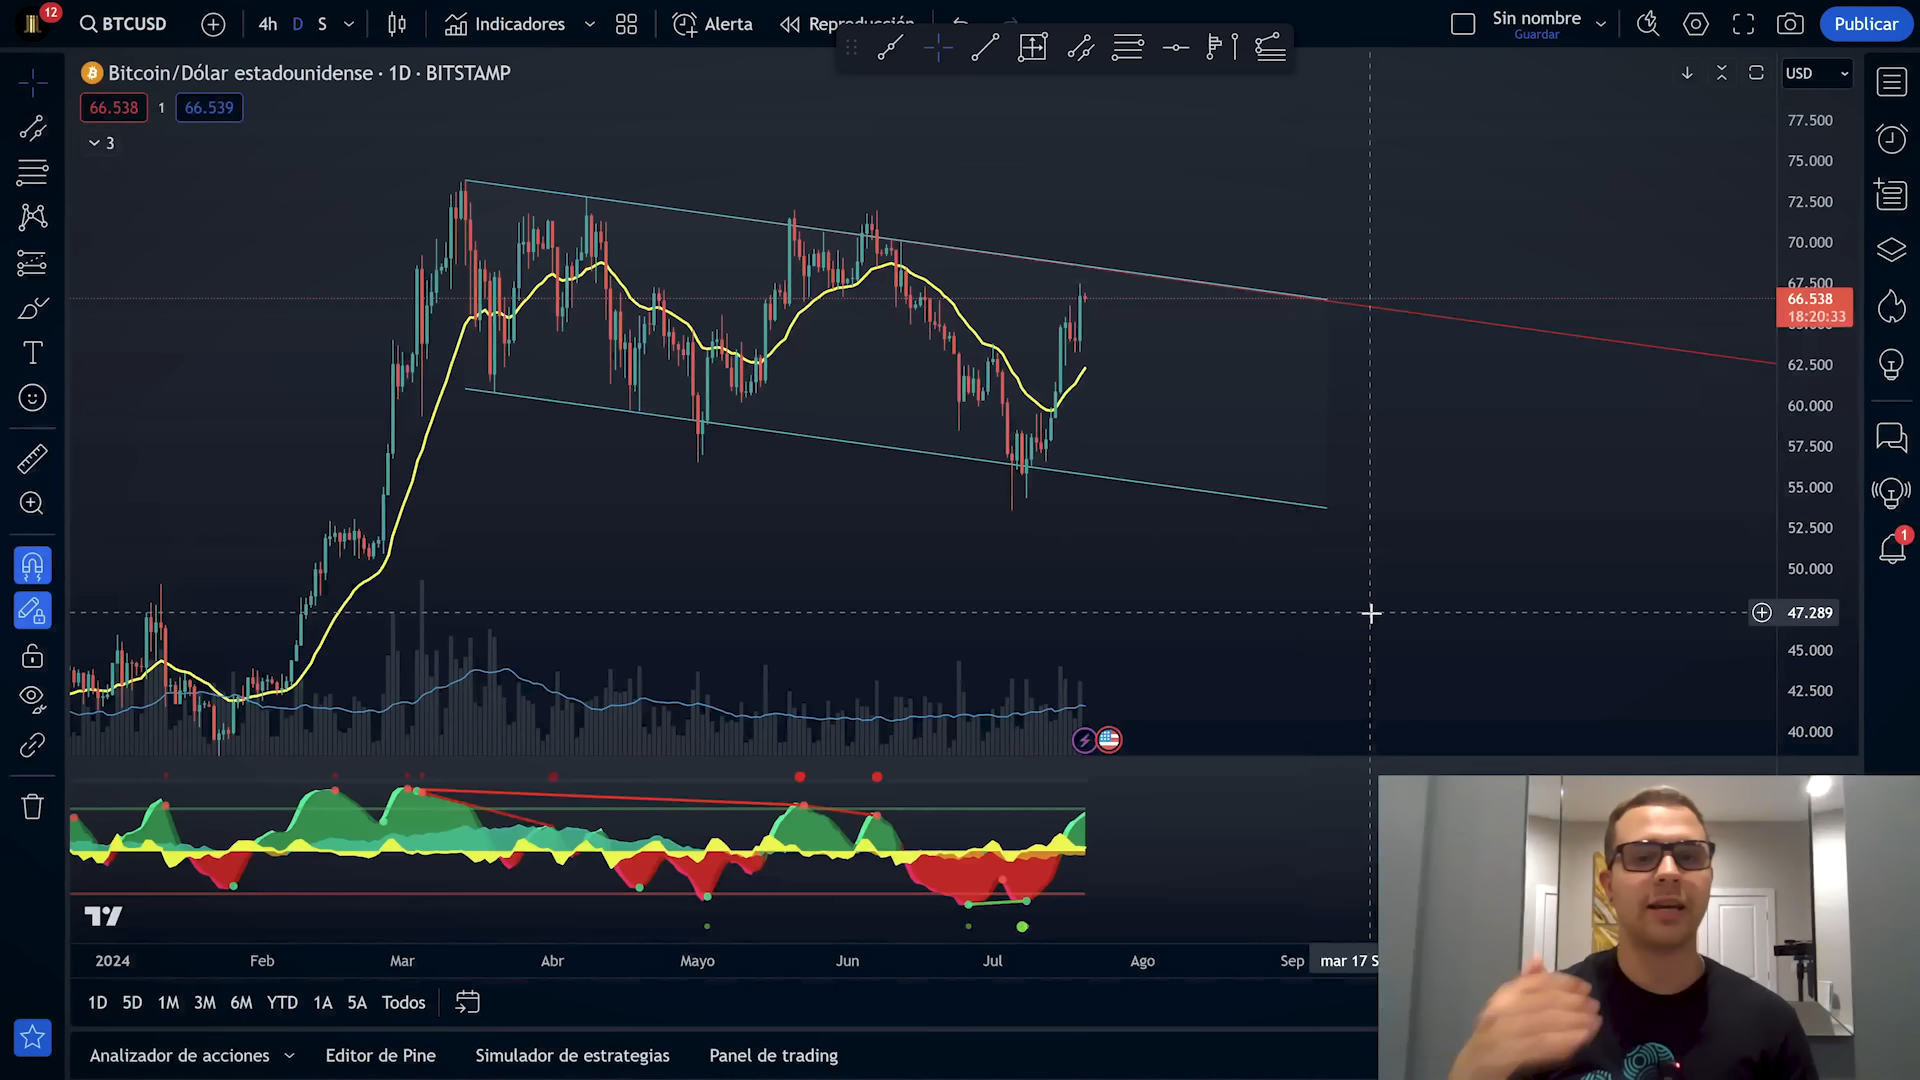 12
BTCUSD
4h D S
Indicadores
Alerta
Sin nombre
Guardar
Publicar
Bitcoin/Dólar estadounidense · 1D · BITSTAMP
USD
66.538 1 66.539
3
77.500
75.000
72.500
70.000
67.500
66.538
18:20:33
62.500
60.000
57.500
55.000
52.500
50.000
47.289
45.000
42.500
40.000
1
2024 Feb Mar Abr Mayo Jun Jul Ago Sep mar 17 S
1D 5D 1M 3M 6M YTD 1A 5A Todos
Analizador de acciones Editor de Pine Simulador de estrategias Panel de trading